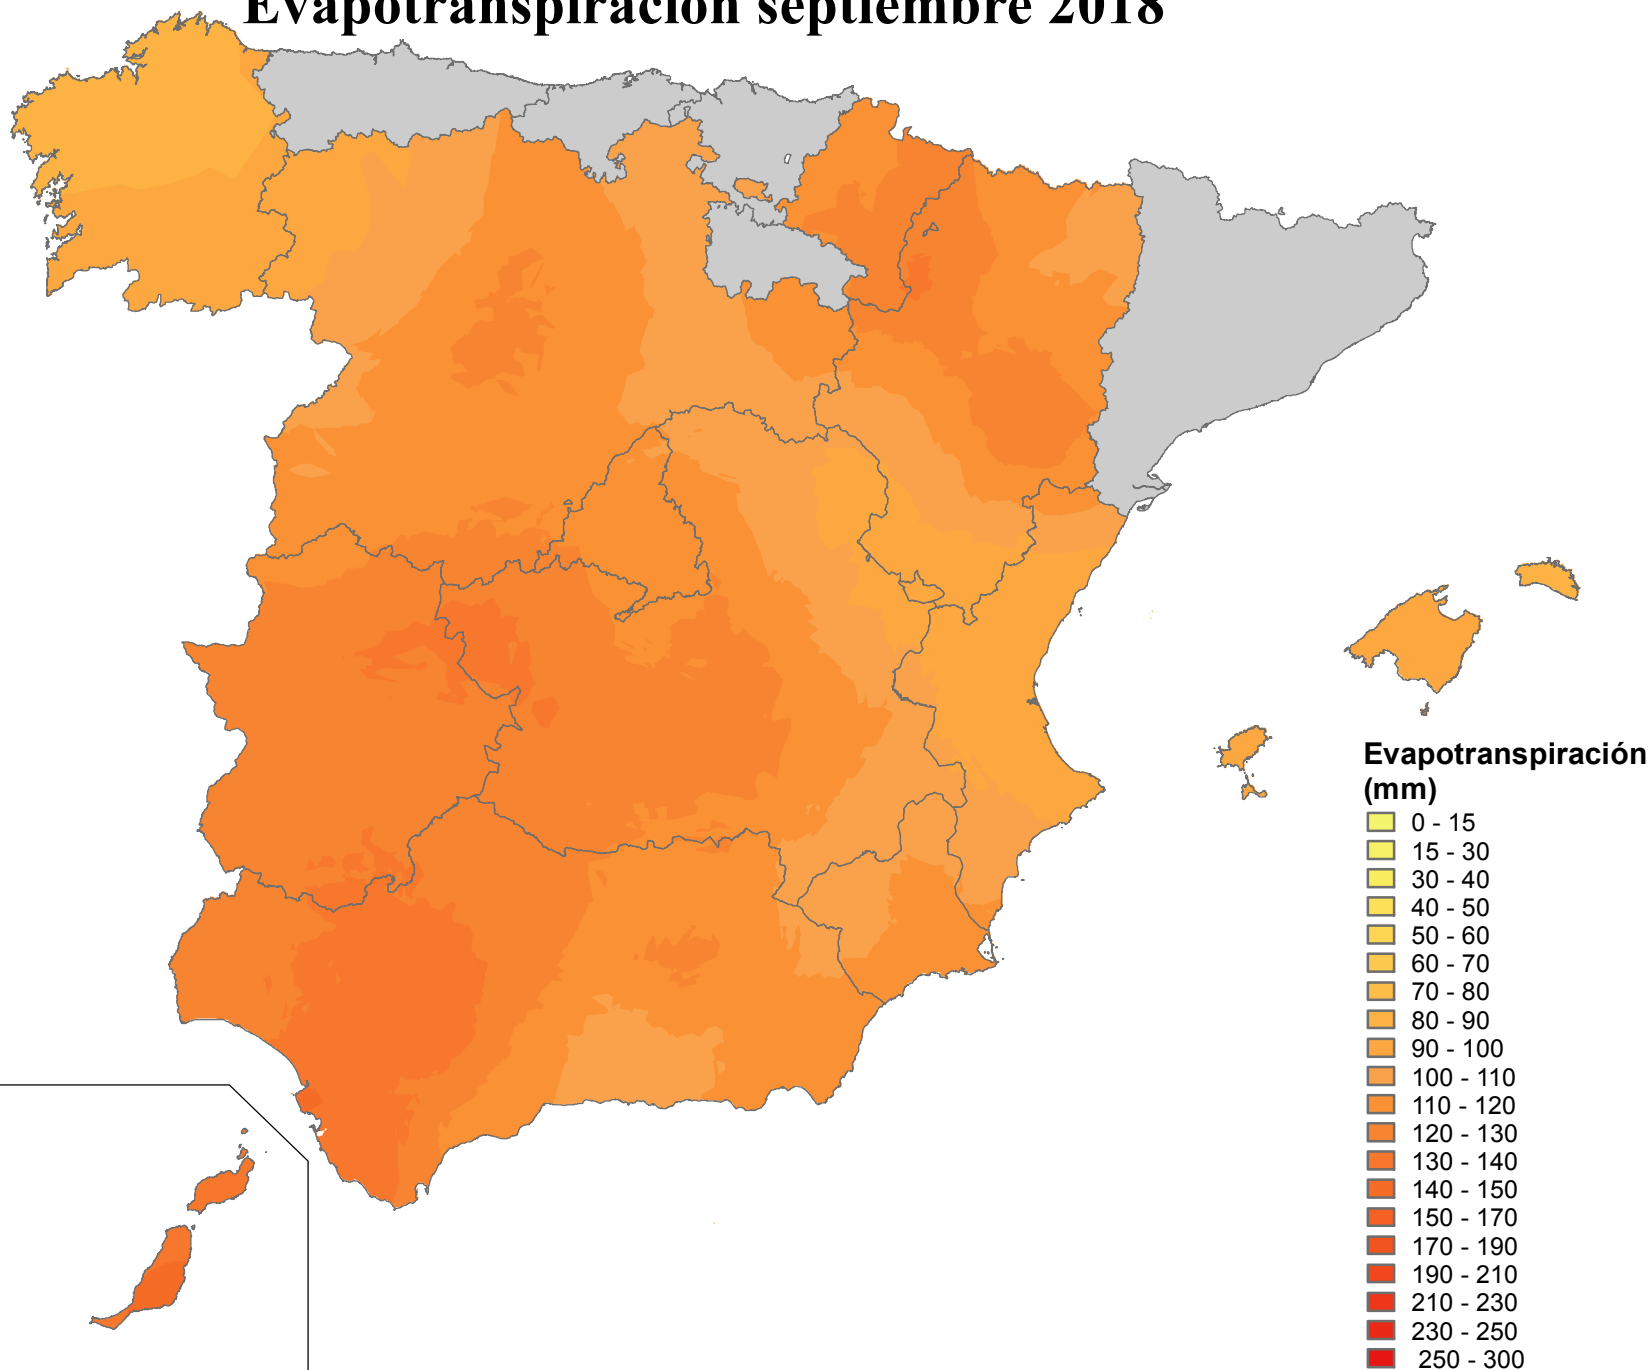 Evapotranspiración septiembre 2018
Evapotranspiración
(mm)
0 - 15
15 - 30
30 - 40
40 - 50
50 - 60
60 - 70
70 - 80
80 - 90
90 - 100
100 - 110
110 - 120
120 - 130
130 - 140
140 - 150
150 - 170
170 - 190
190 - 210
210 - 230
230 - 250
250 - 300